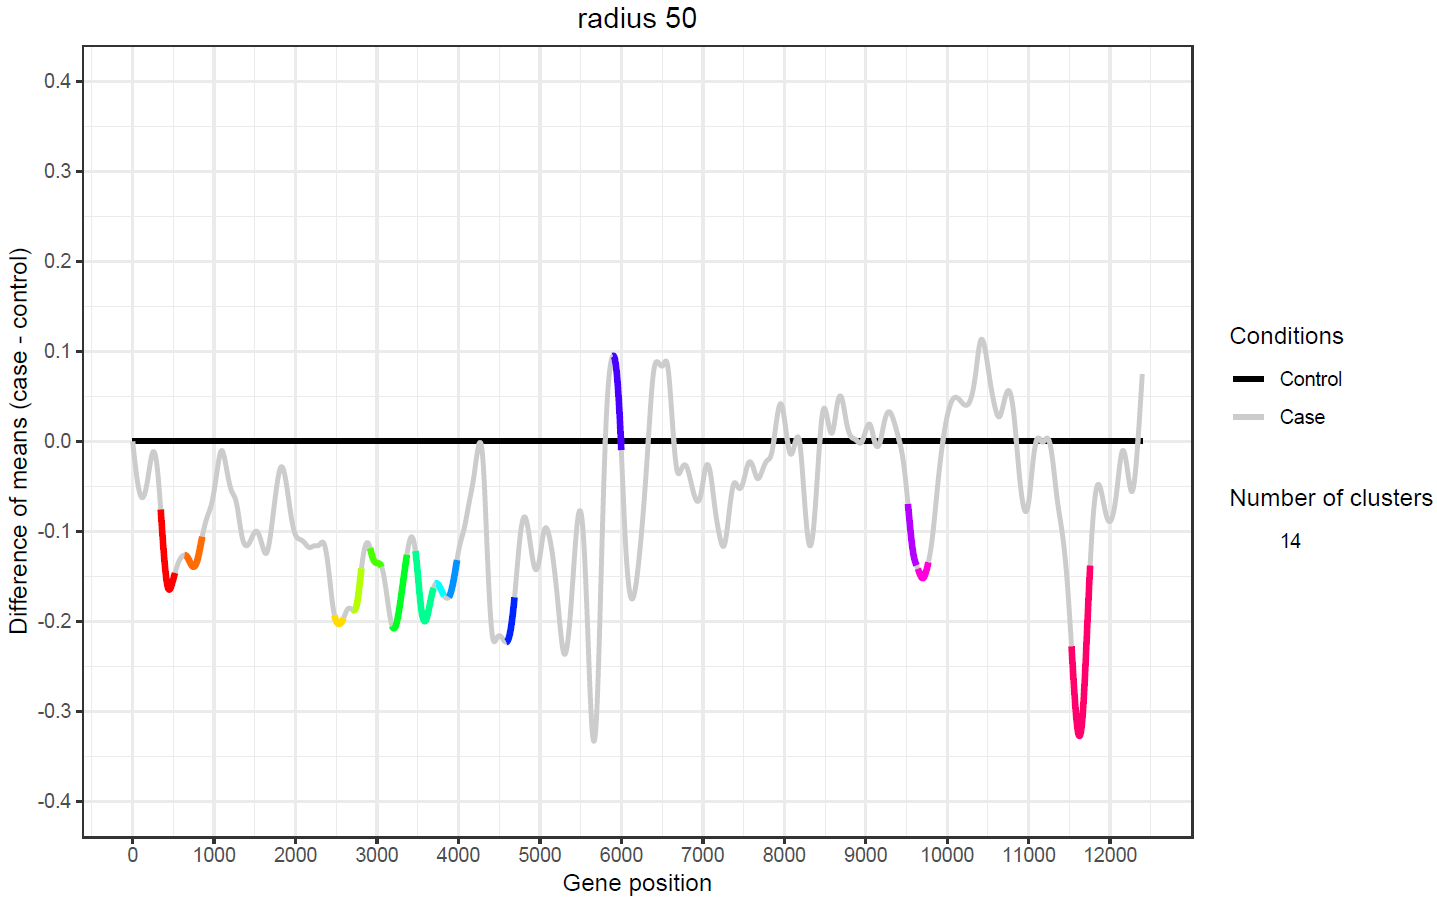 radius 50
Difference of means (case - control)
0.4
0.3
0.2
0.1
0.0
-0.1
-0.2
-0.3
-0.4
0 1000 2000 3000 4000 5000 6000 7000 8000 9000 10000 11000 12000
Gene position
Conditions
Control
Case
Number of clusters
14